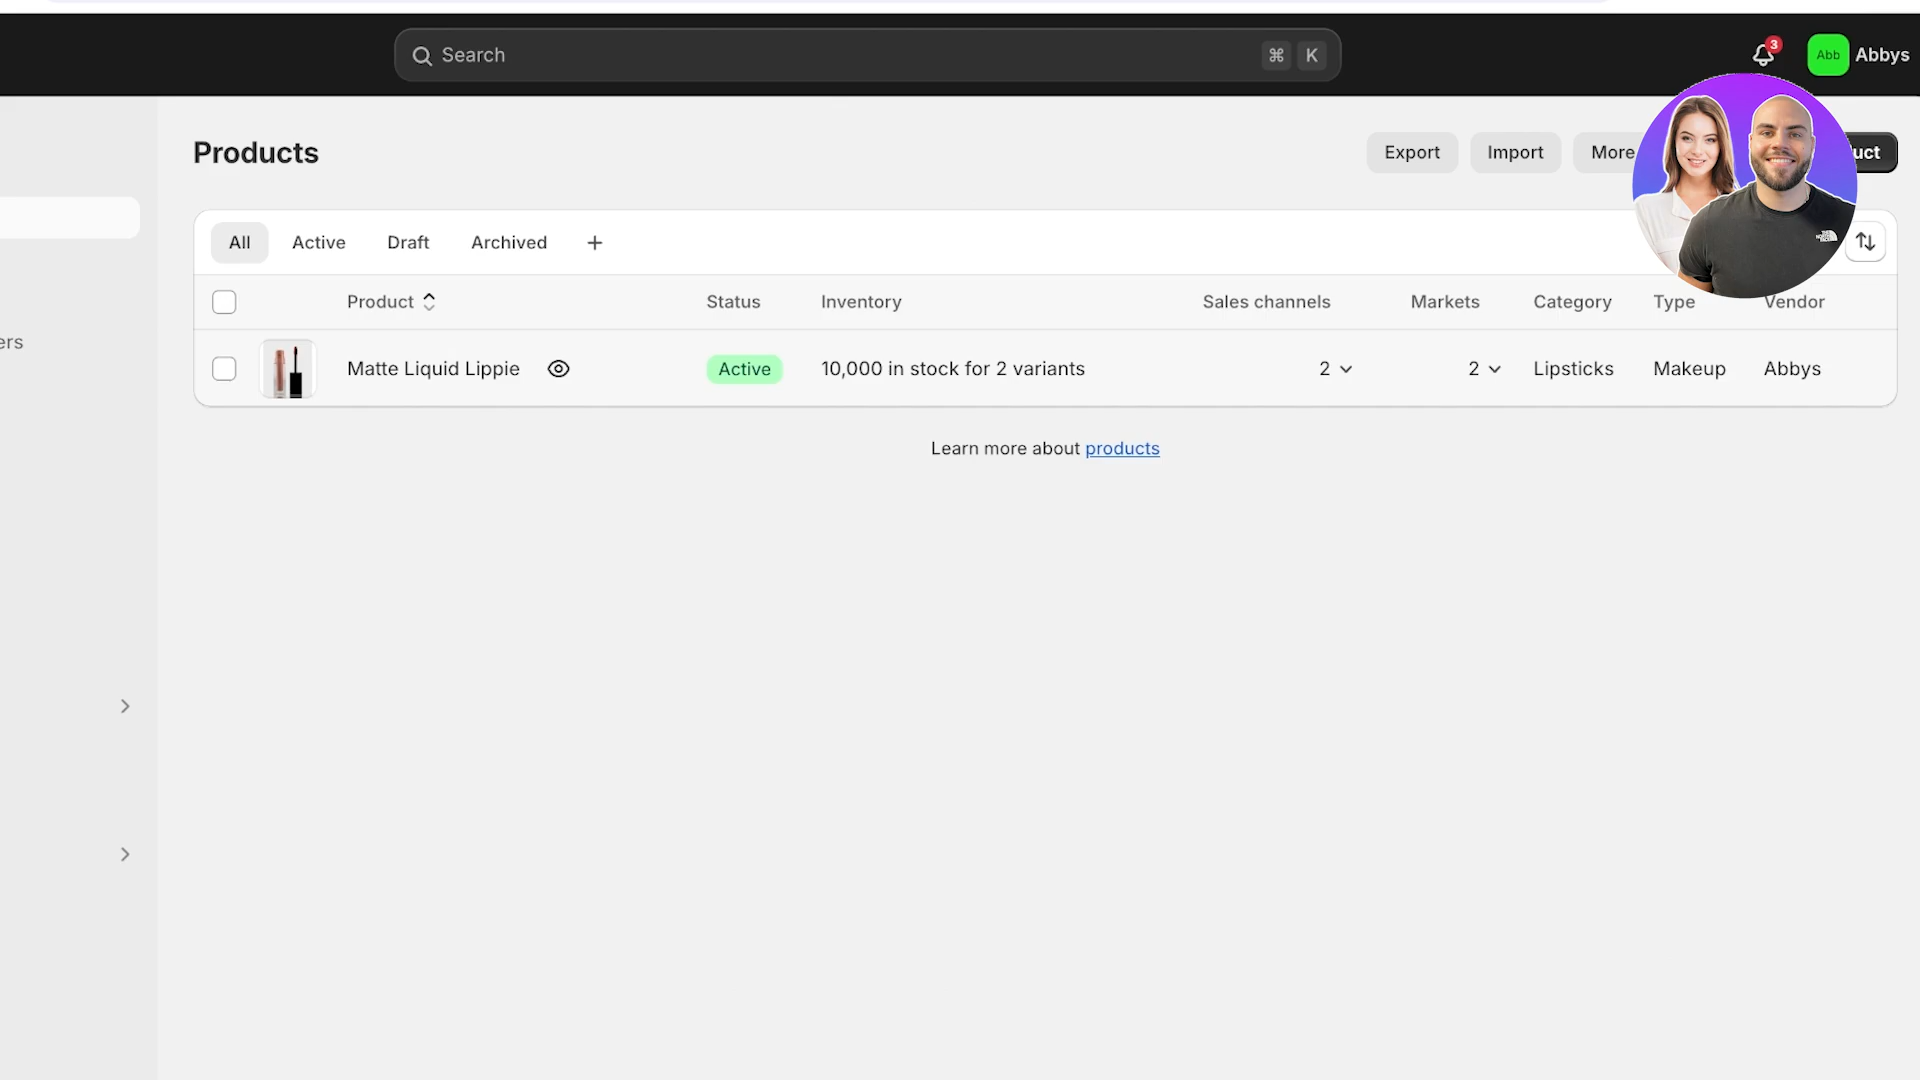 Search ⌘ K 3 Abb Abbys
Products Export Import More uct
All Active Draft Archived +
Product Status Inventory Sales channels Markets Category Type Vendor
ers
Matte Liquid Lippie Active 10,000 in stock for 2 variants 2 2 Lipsticks Makeup Abbys
Learn more about products